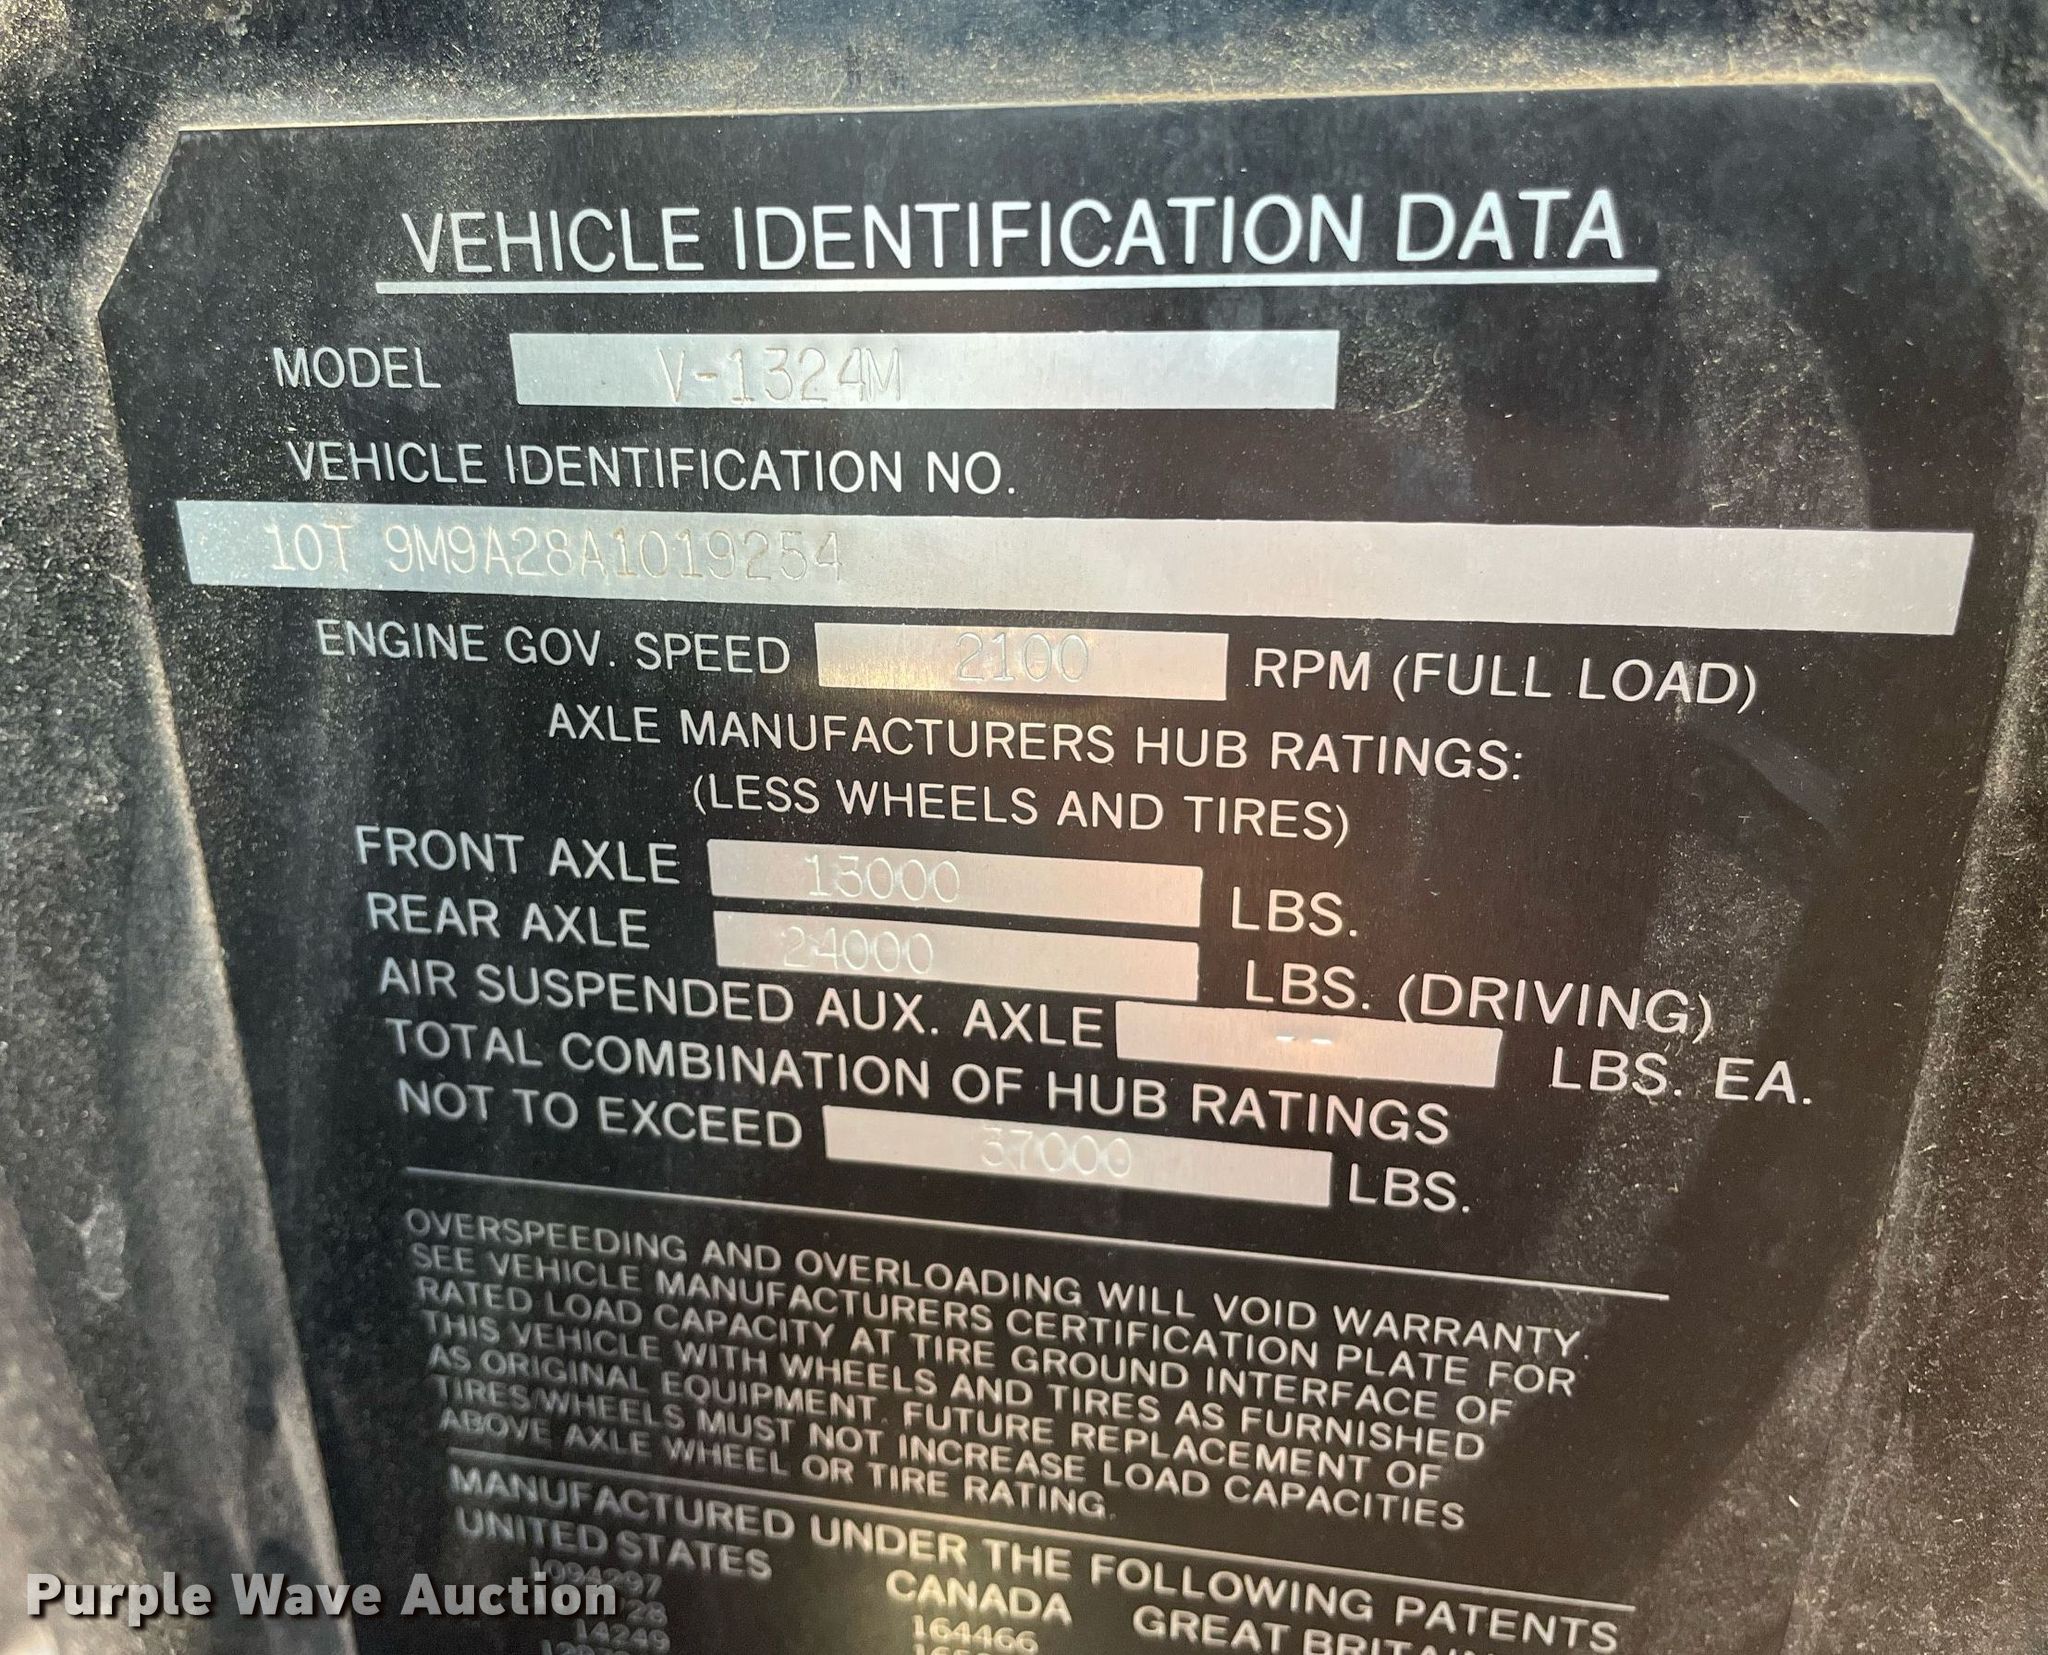 VEHICLE IDENTIFICATION DATA
MODEL V-1324M
VEHICLE IDENTIFICATION NO.
10T 9M9A28A1019254
ENGINE GOV. SPEED 2100 RPM (FULL LOAD)
AXLE MANUFACTURERS HUB RATINGS:
(LESS WHEELS AND TIRES)
FRONT AXLE 13000 LBS.
REAR AXLE 24000 LBS. (DRIVING)
AIR SUSPENDED AUX. AXLE -- LBS. EA.
TOTAL COMBINATION OF HUB RATINGS
NOT TO EXCEED 37000 LBS.
OVERSPEEDING AND OVERLOADING WILL VOID WARRANTY.
SEE VEHICLE MANUFACTURERS CERTIFICATION PLATE FOR
RATED LOAD CAPACITY AT TIRE GROUND INTERFACE OF
THIS VEHICLE WITH WHEELS AND TIRES AS FURNISHED
AS ORIGINAL EQUIPMENT. FUTURE REPLACEMENT OF
TIRES/WHEELS MUST NOT INCREASE LOAD CAPACITIES
ABOVE AXLE WHEEL OR TIRE RATING.
MANUFACTURED UNDER THE FOLLOWING PATENTS
UNITED STATES CANADA GREAT
1094297 164466
14249
Purple Wave Auction